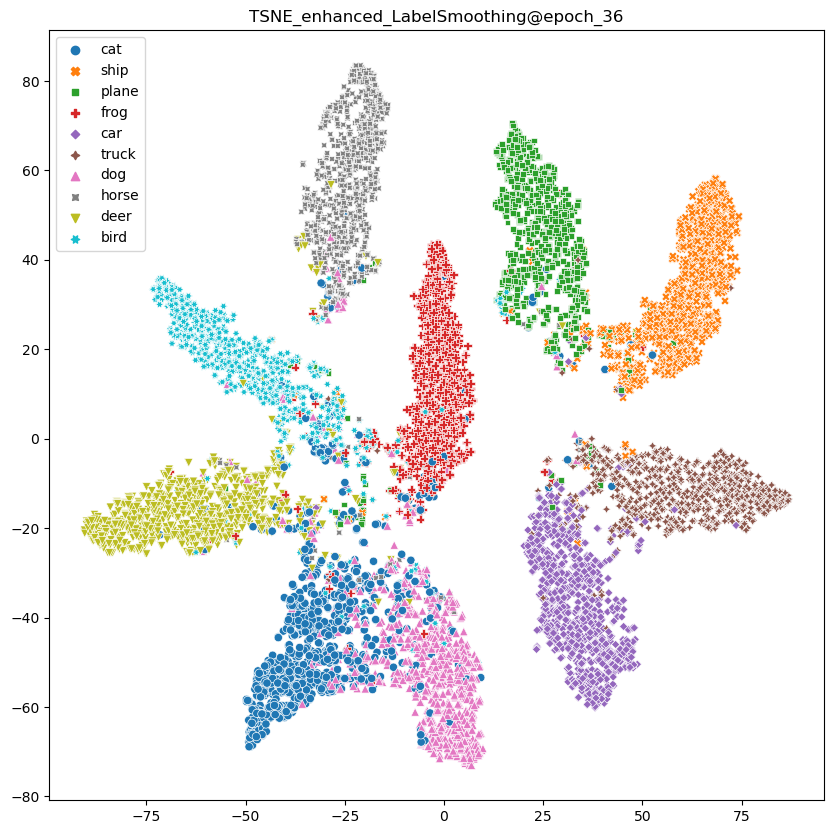 TSNE_enhanced_LabelSmoothing@epoch_36
cat
ship
plane
frog
car
truck
dog
horse
deer
bird
80
60
40
20
0
−20
−40
−60
−80
−75
−50
−25
0
25
50
75